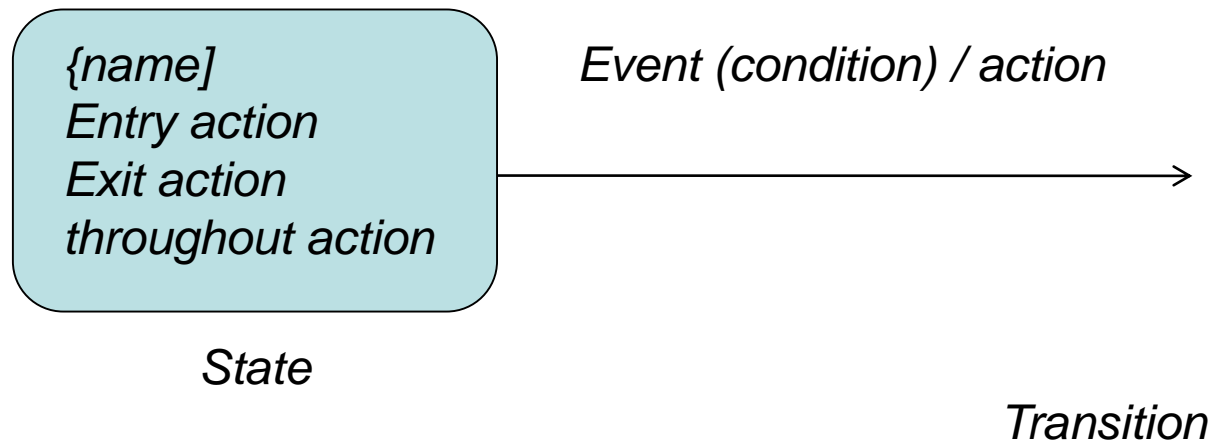 {name]
Entry action
Exit action
throughout action
Event (condition) / action
State
Transition